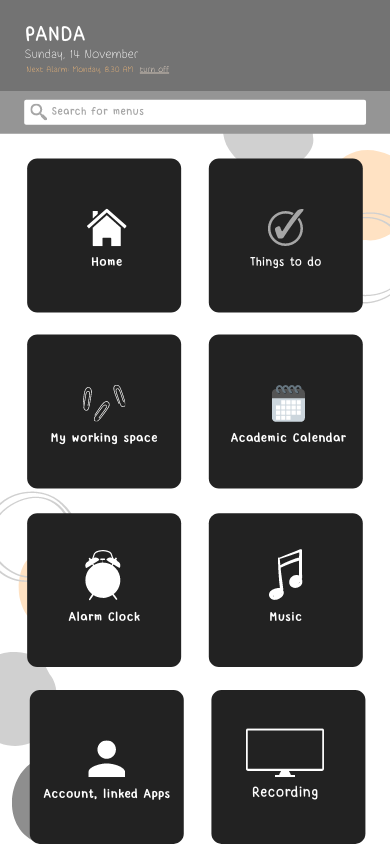 PANDA
Sunday, 14 November
Next Alarm: Monday, 8:30 AM turn off
Search for menus
Home
Things to do
My working space
Academic Calendar
Alarm Clock
Music
Account, linked Apps
Recording